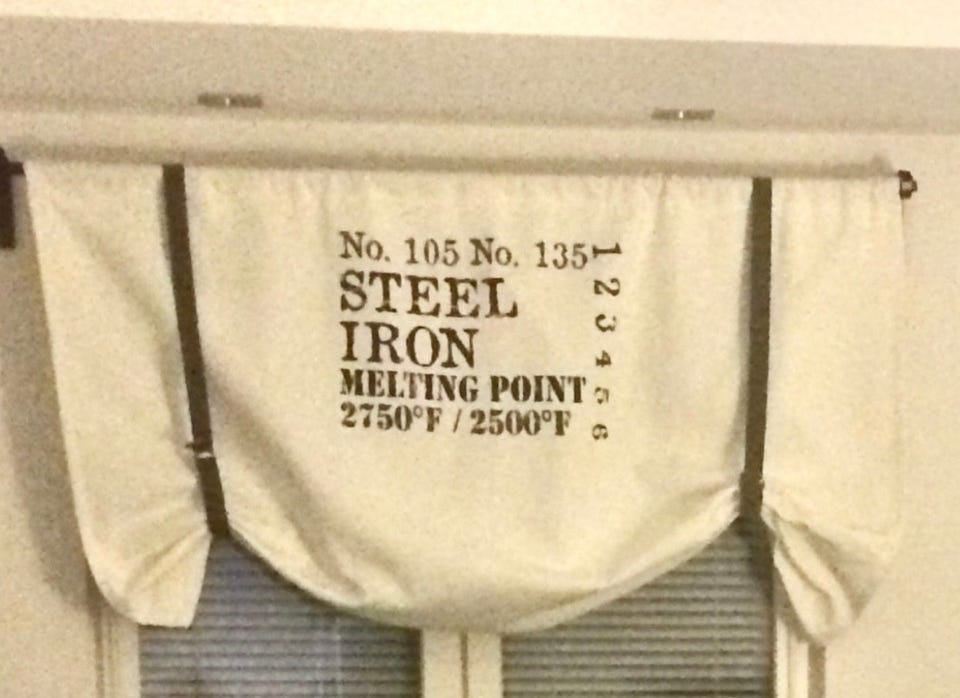 No. 105 No. 135
STEEL
IRON
MELTING POINT
2750°F / 2500°F
1 2 3 4 5 6